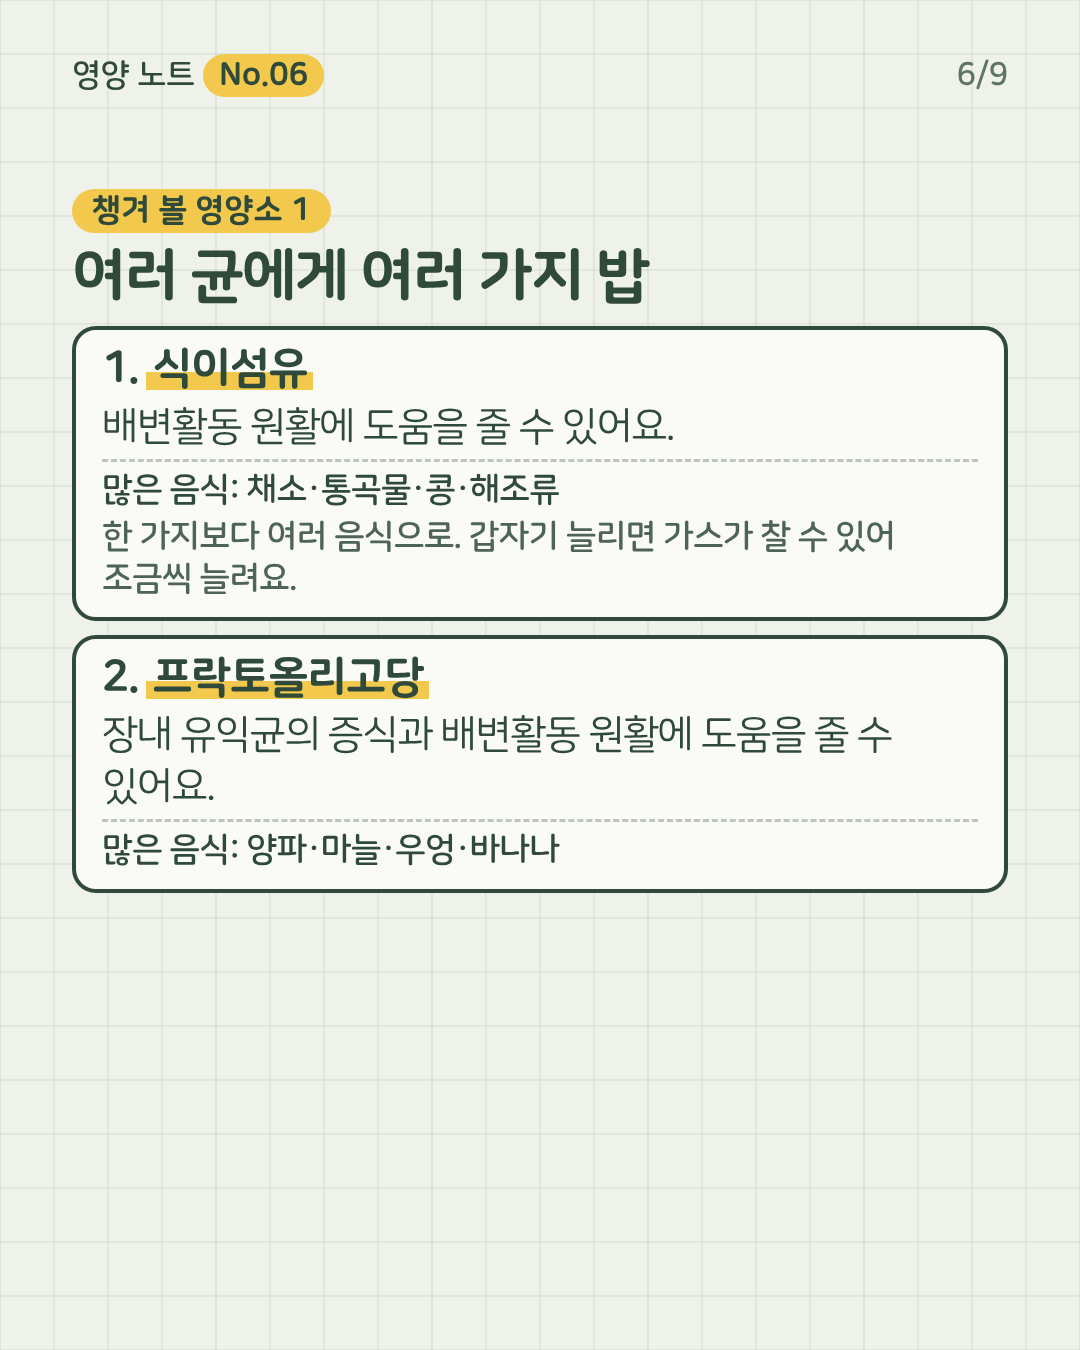 영양 노트 No.06
6/9
챙겨 볼 영양소 1
여러 균에게 여러 가지 밥
1. 식이섬유
배변활동 원활에 도움을 줄 수 있어요.
많은 음식: 채소·통곡물·콩·해조류
한 가지보다 여러 음식으로. 갑자기 늘리면 가스가 찰 수 있어
조금씩 늘려요.
2. 프락토올리고당
장내 유익균의 증식과 배변활동 원활에 도움을 줄 수
있어요.
많은 음식: 양파·마늘·우엉·바나나